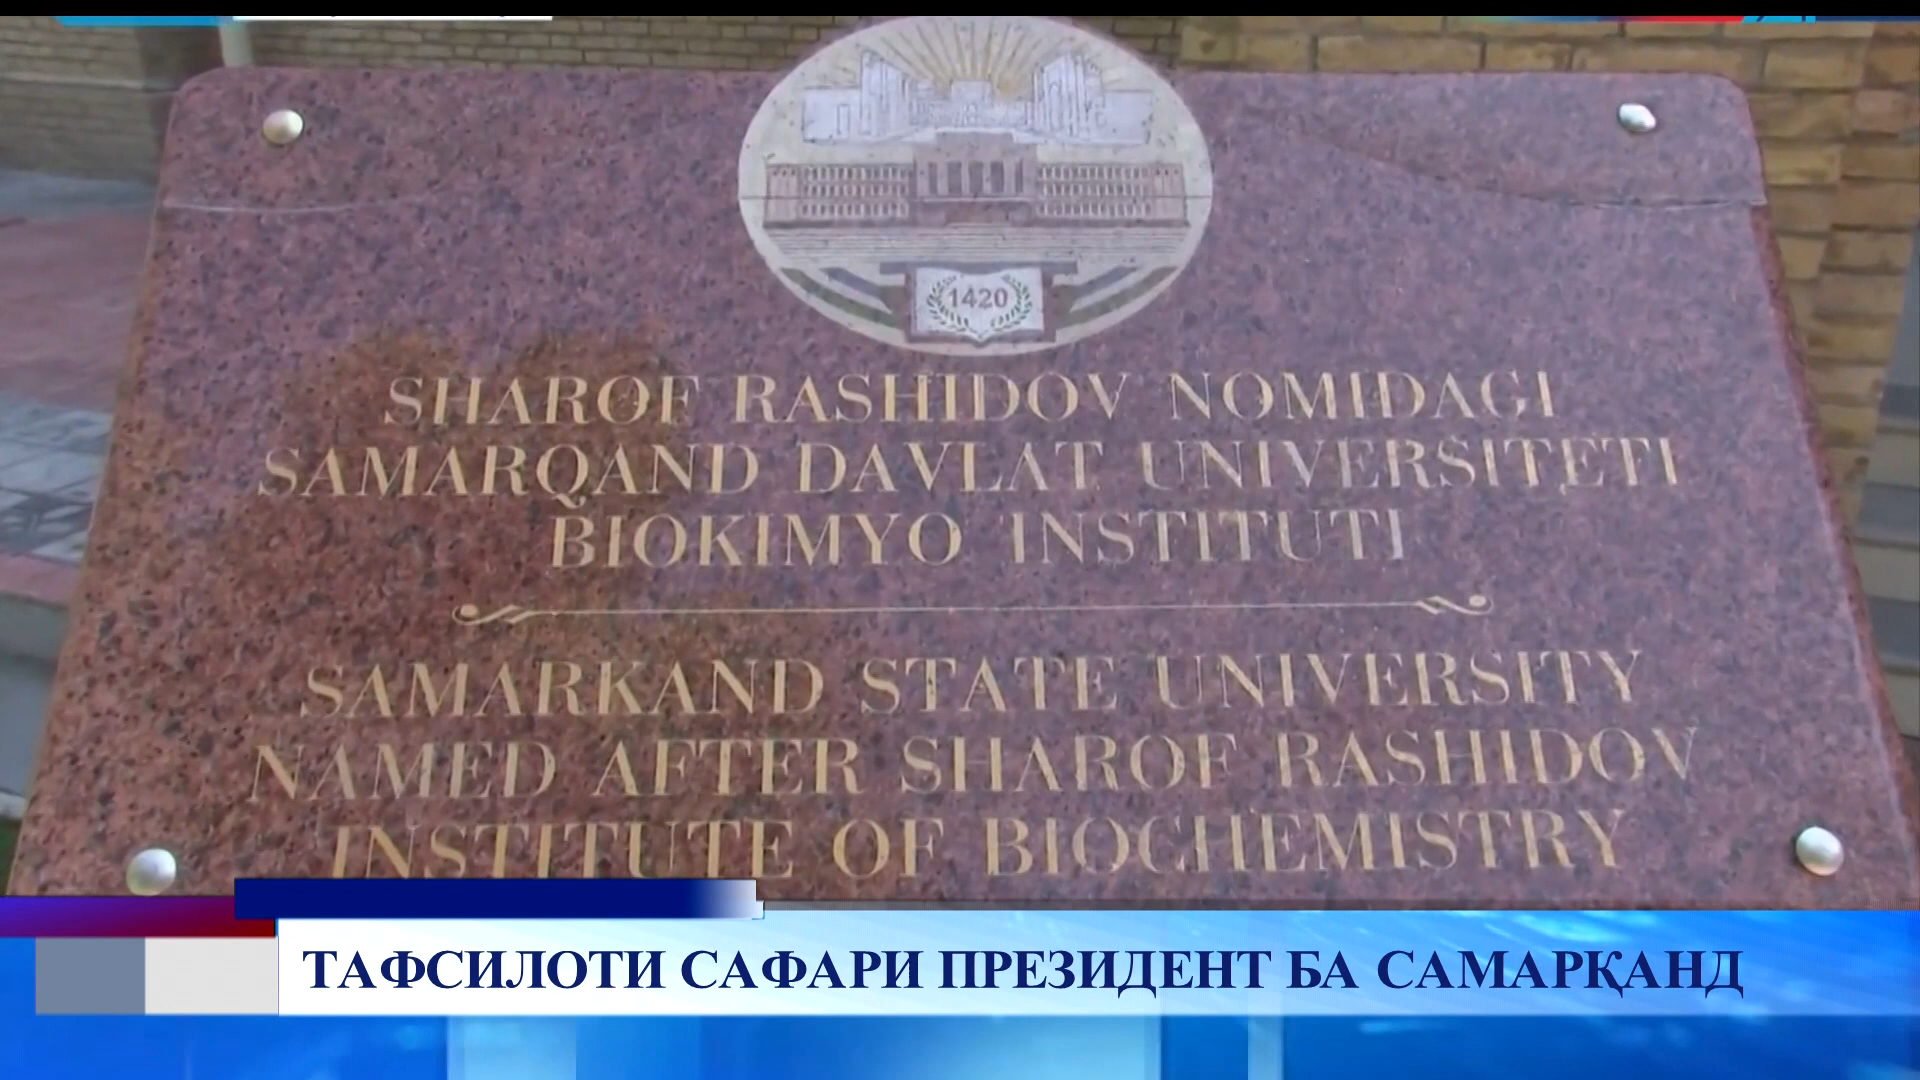 1420
SHAROF RASHIDOV NOMIDAGI
SAMARQAND DAVLAT UNIVERSITETI
BIOKIMYO INSTITUTI
SAMARKAND STATE UNIVERSITY
NAMED AFTER SHAROF RASHIDOV
INSTITUTE OF BIOCHEMISTRY
ТАФСИЛОТИ САФАРИ ПРЕЗИДЕНТ БА САМАРҚАНД